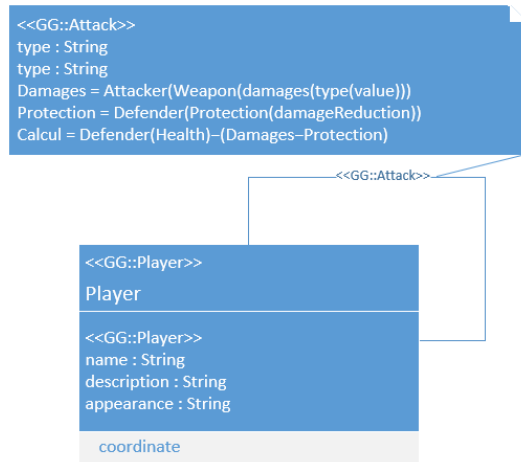 <<GG::Attack>>
type : String
type : String
Damages = Attacker(Weapon(damages(type(value)))
Protection = Defender(Protection(damageReduction))
Calcul = Defender(Health)–(Damages–Protection)
<<GG::Attack>>
<<GG::Player>>
Player
<<GG::Player>>
name : String
description : String
appearance : String
coordinate